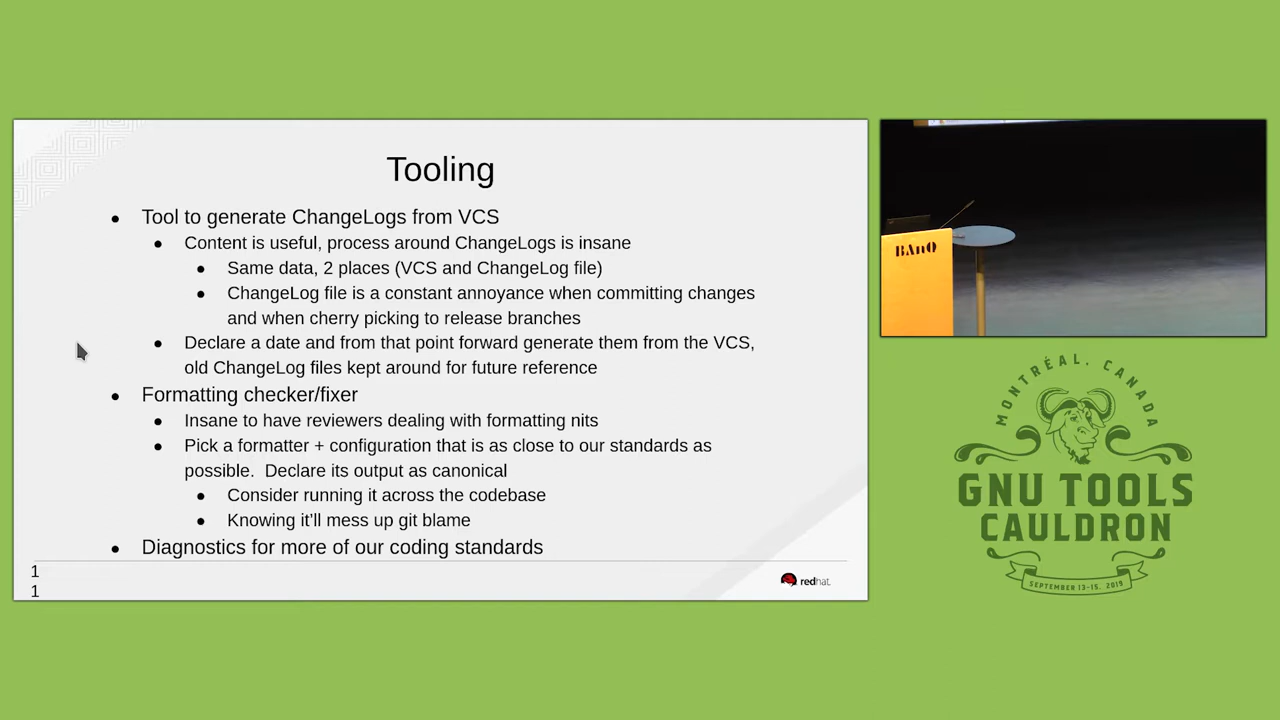 Tooling
● Tool to generate ChangeLogs from VCS
● Content is useful, process around ChangeLogs is insane
● Same data, 2 places (VCS and ChangeLog file)
● ChangeLog file is a constant annoyance when committing changes
and when cherry picking to release branches
● Declare a date and from that point forward generate them from the VCS,
old ChangeLog files kept around for future reference
● Formatting checker/fixer
● Insane to have reviewers dealing with formatting nits
● Pick a formatter + configuration that is as close to our standards as
possible. Declare its output as canonical
● Consider running it across the codebase
● Knowing it'll mess up git blame
● Diagnostics for more of our coding standards
1
1
redhat.
BAnQ
MONTRÉAL, CANADA
GNU TOOLS
CAULDRON
SEPTEMBER 13-15, 2019